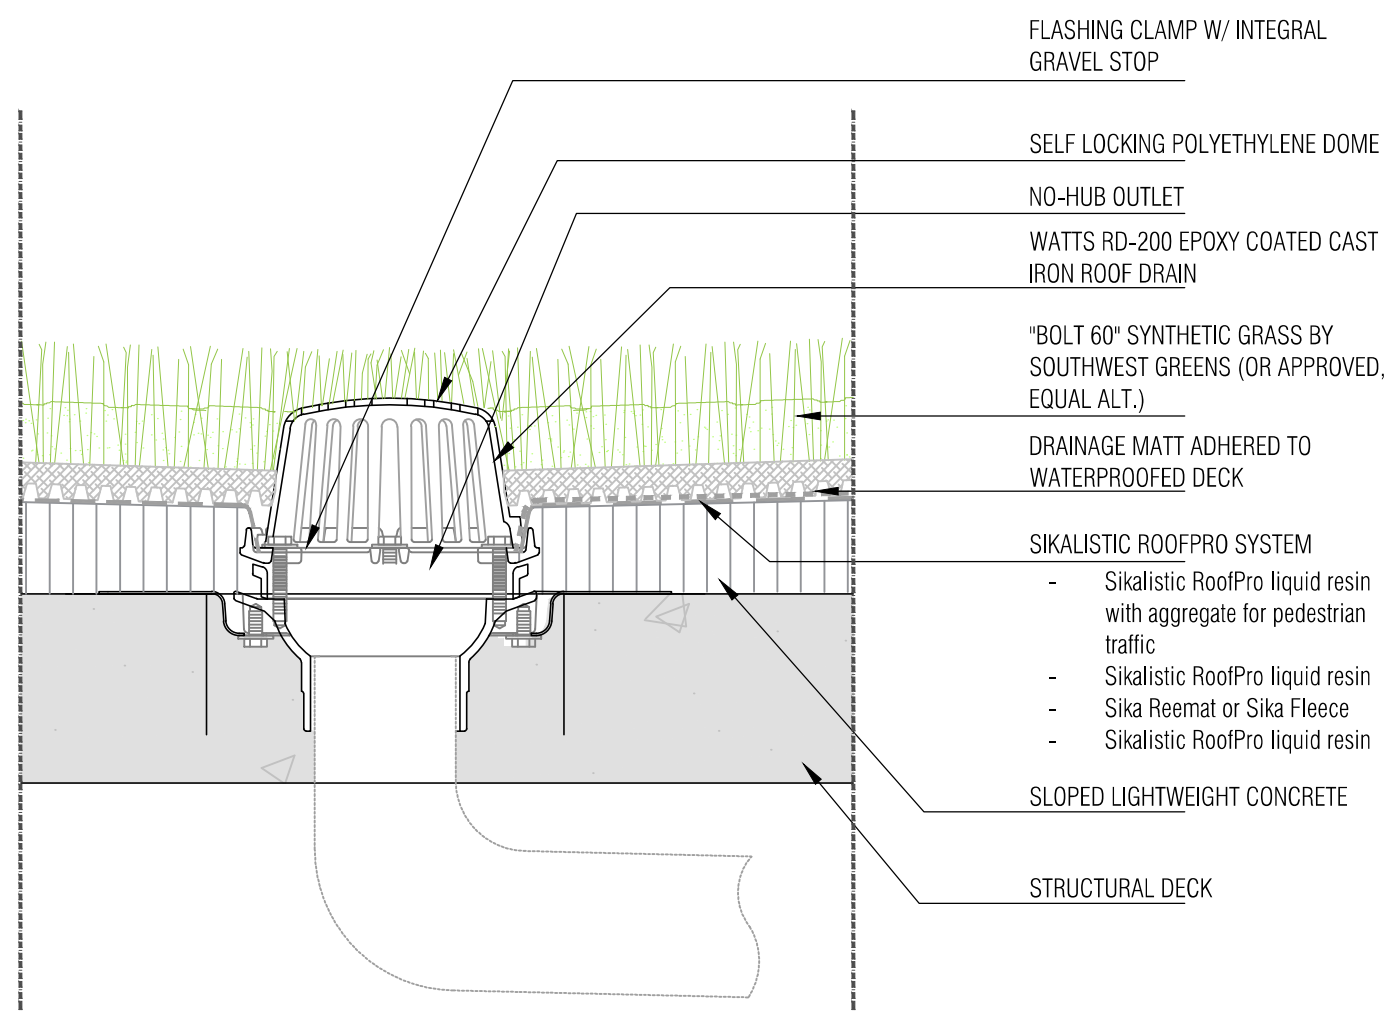 FLASHING CLAMP W/ INTEGRAL
GRAVEL STOP
SELF LOCKING POLYETHYLENE DOME
NO-HUB OUTLET
WATTS RD-200 EPOXY COATED CAST
IRON ROOF DRAIN
"BOLT 60" SYNTHETIC GRASS BY
SOUTHWEST GREENS (OR APPROVED,
EQUAL ALT.)
DRAINAGE MATT ADHERED TO
WATERPROOFED DECK
SIKALISTIC ROOFPRO SYSTEM
- Sikalistic RoofPro liquid resin
with aggregate for pedestrian
traffic
- Sikalistic RoofPro liquid resin
- Sika Reemat or Sika Fleece
- Sikalistic RoofPro liquid resin
SLOPED LIGHTWEIGHT CONCRETE
STRUCTURAL DECK